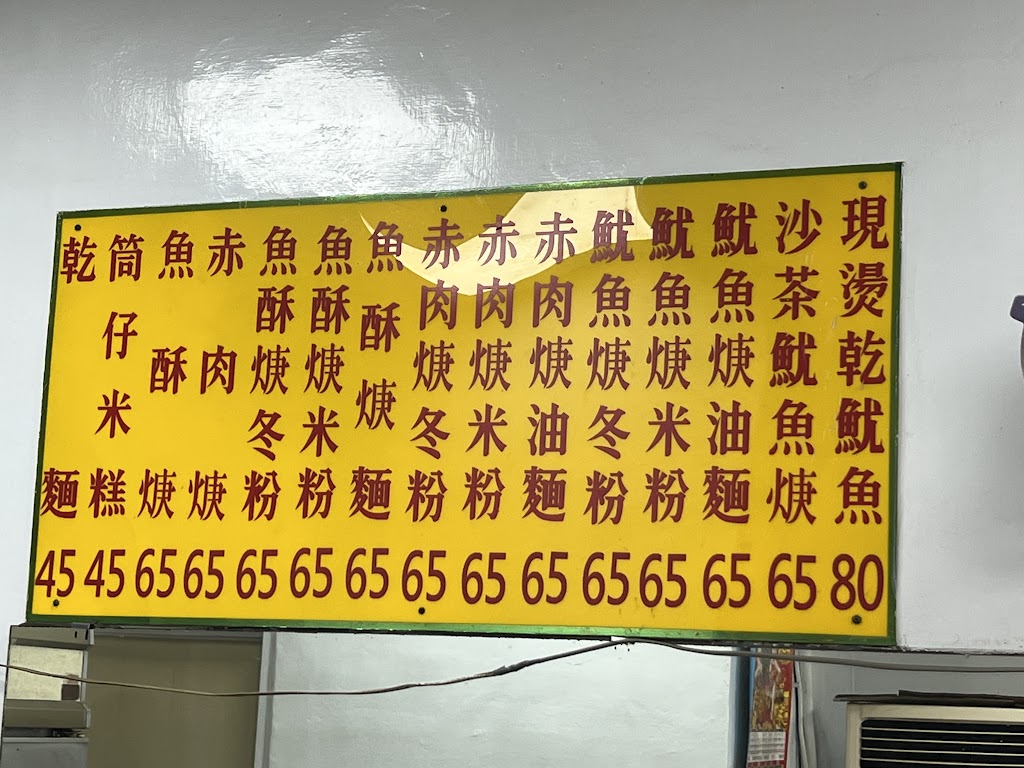 現燙乾魷魚 80
沙茶魷魚焿 65
魷魚焿油麵 65
魷魚焿米粉 65
魷魚焿冬粉 65
赤肉焿油麵 65
赤肉焿米粉 65
赤肉焿冬粉 65
魚酥焿麵 65
魚酥焿米粉 65
魚酥焿冬粉 65
赤肉焿 65
魚酥焿 65
筒仔米糕 45
乾麵 45